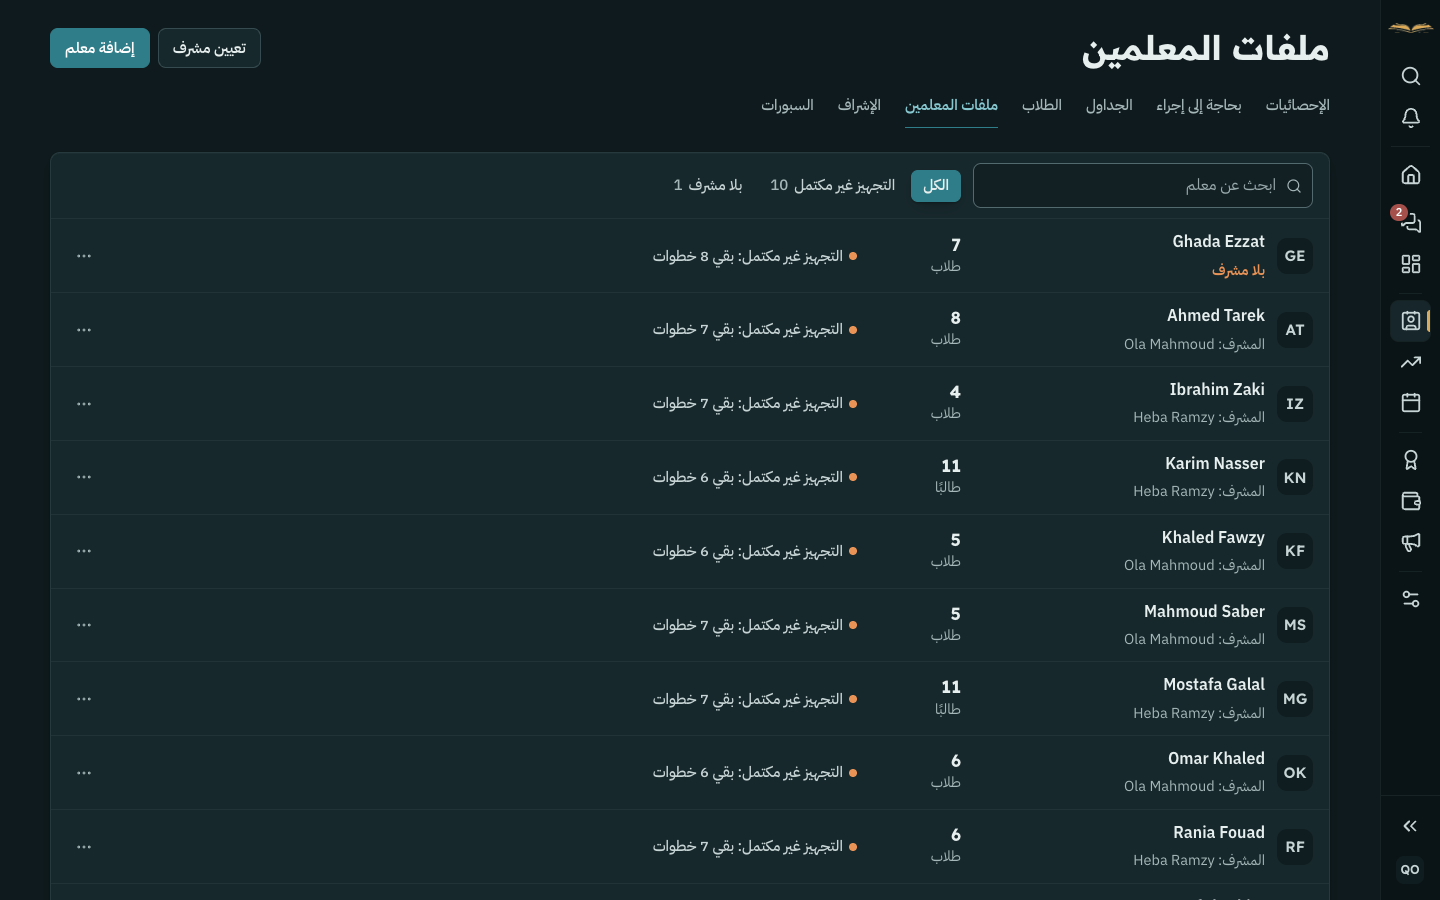 ملفات المعلمين
تعيين مشرف
إضافة معلم
الإحصائيات
بحاجة إلى إجراء
الجداول
الطلاب
ملفات المعلمين
الإشراف
السبورات
ابحث عن معلم
الكل
التجهيز غير مكتمل 10
بلا مشرف 1
GE
Ghada Ezzat
بلا مشرف
7
طلاب
التجهيز غير مكتمل: بقي 8 خطوات
AT
Ahmed Tarek
المشرف: Ola Mahmoud
8
طلاب
التجهيز غير مكتمل: بقي 7 خطوات
IZ
Ibrahim Zaki
المشرف: Heba Ramzy
4
طلاب
التجهيز غير مكتمل: بقي 7 خطوات
KN
Karim Nasser
المشرف: Heba Ramzy
11
طالبًا
التجهيز غير مكتمل: بقي 6 خطوات
KF
Khaled Fawzy
المشرف: Ola Mahmoud
5
طلاب
التجهيز غير مكتمل: بقي 6 خطوات
MS
Mahmoud Saber
المشرف: Ola Mahmoud
5
طلاب
التجهيز غير مكتمل: بقي 7 خطوات
MG
Mostafa Galal
المشرف: Heba Ramzy
11
طالبًا
التجهيز غير مكتمل: بقي 7 خطوات
OK
Omar Khaled
المشرف: Ola Mahmoud
6
طلاب
التجهيز غير مكتمل: بقي 6 خطوات
RF
Rania Fouad
المشرف: Heba Ramzy
6
طلاب
التجهيز غير مكتمل: بقي 7 خطوات
2
QO